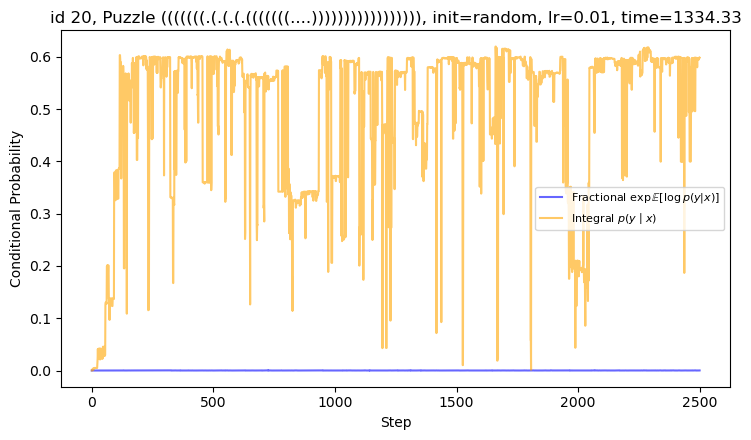 id 20, Puzzle (((((((.(.(.(.(((((((....))))))))))))))))), init=random, lr=0.01, time=1334.33
0.6
0.5
0.4
0.3
0.2
0.1
0.0
Conditional Probability
Fractional exp𝔼[log p(y|x)]
Integral p(y | x)
0 500 1000 1500 2000 2500
Step